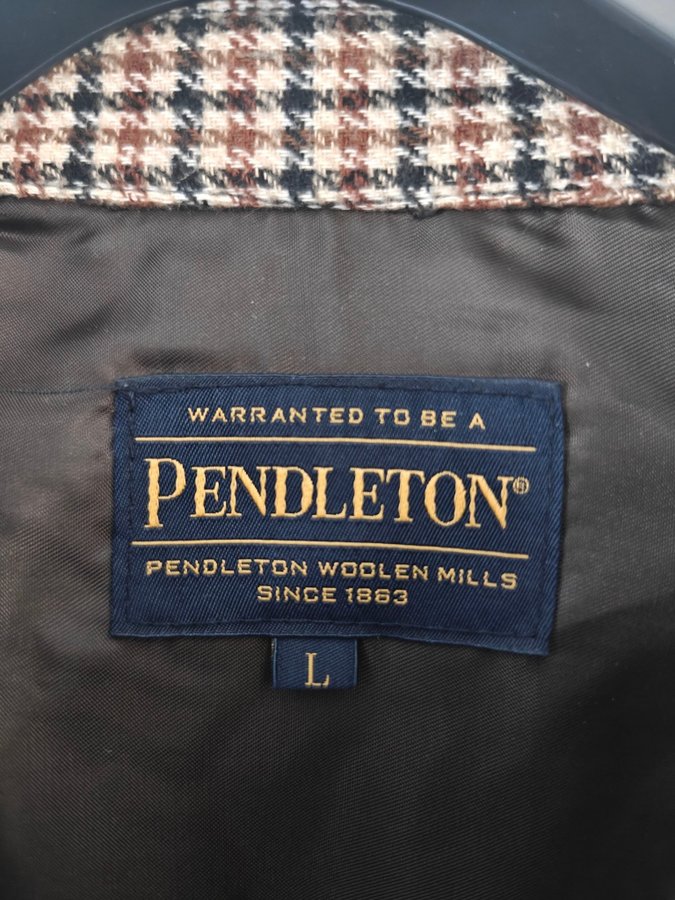 WARRANTED TO BE A
PENDLETON®
PENDLETON WOOLEN MILLS
SINCE 1863
L